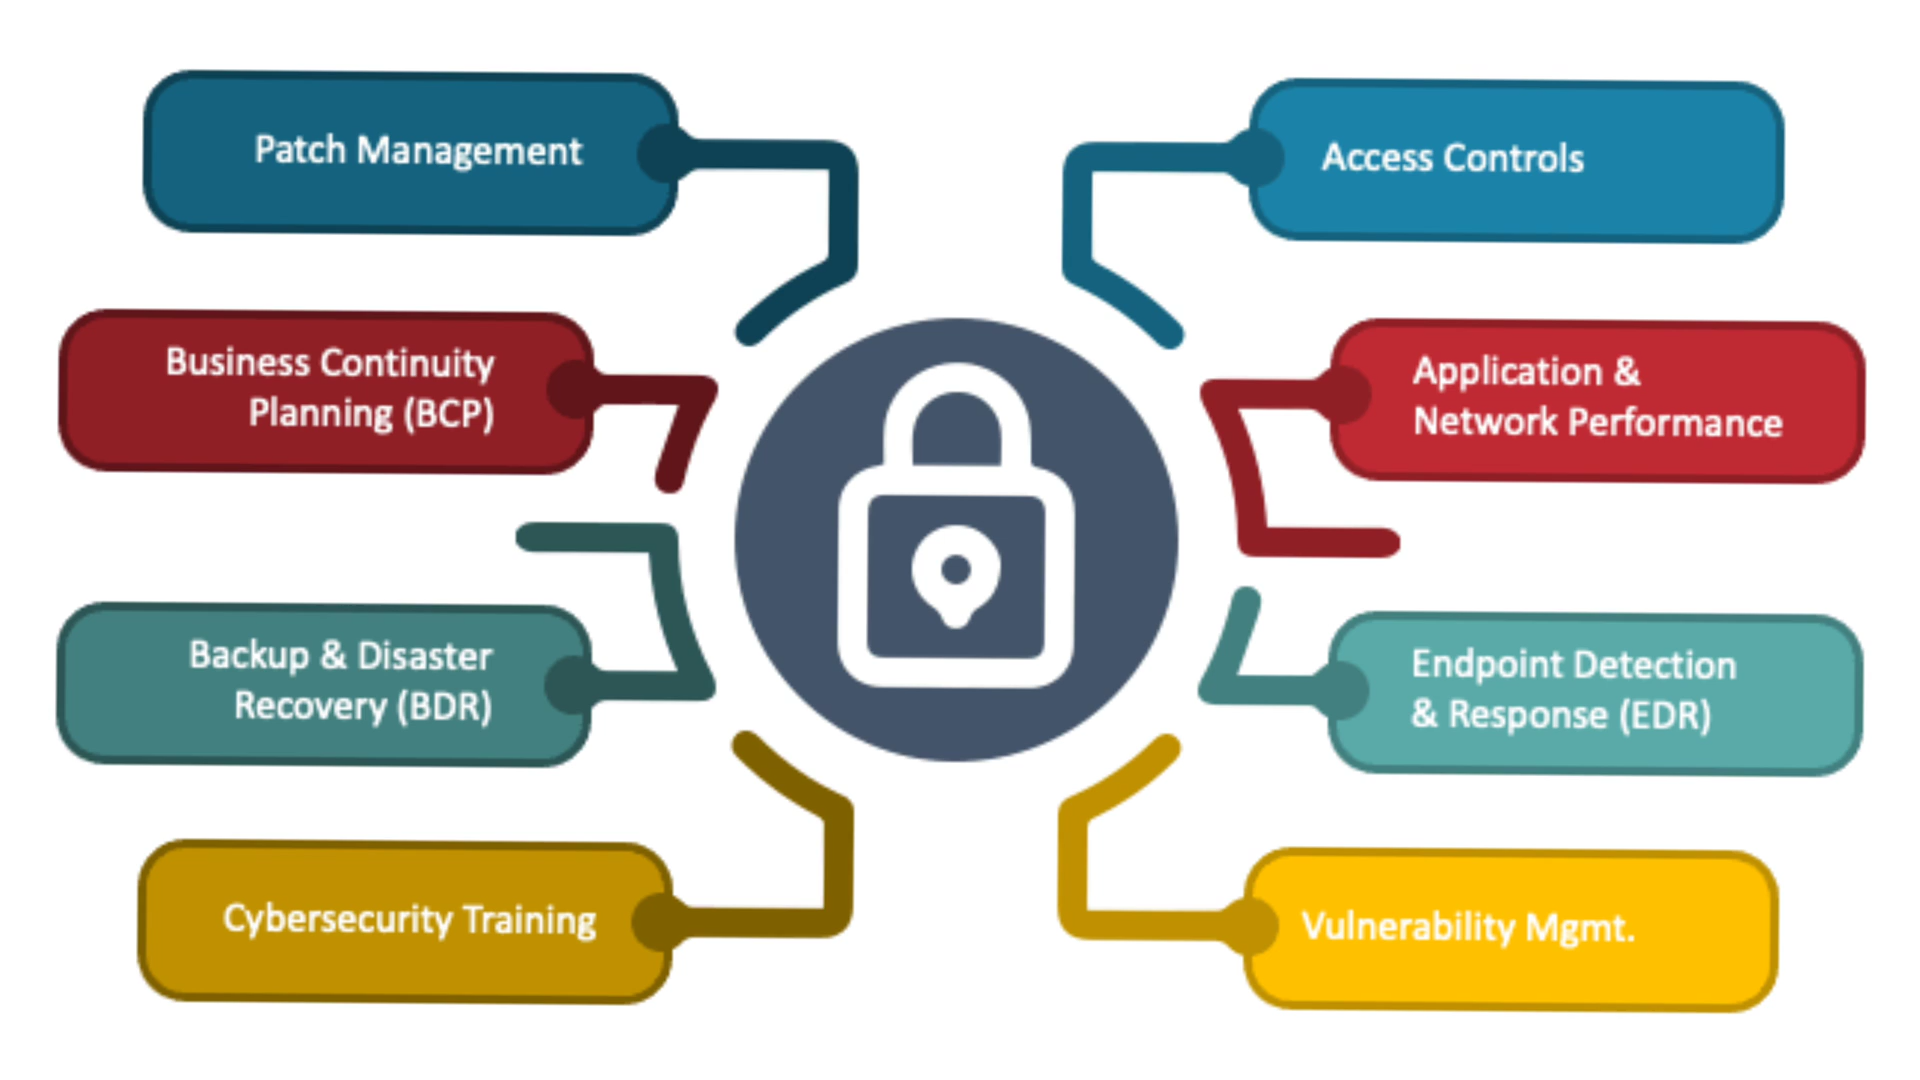 Patch Management
Access Controls
Business Continuity
Planning (BCP)
Application &
Network Performance
Backup & Disaster
Recovery (BDR)
Endpoint Detection
& Response (EDR)
Cybersecurity Training
Vulnerability Mgmt.